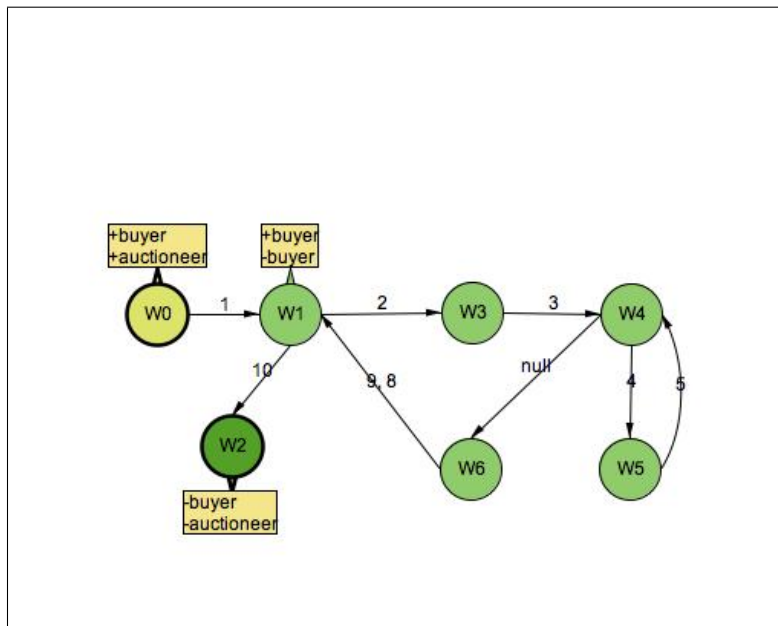 +buyer
+auctioneer
+buyer
-buyer
W0
1
W1
2
W3
3
W4
10
9, 8
null
4
5
W2
W6
W5
-buyer
-auctioneer